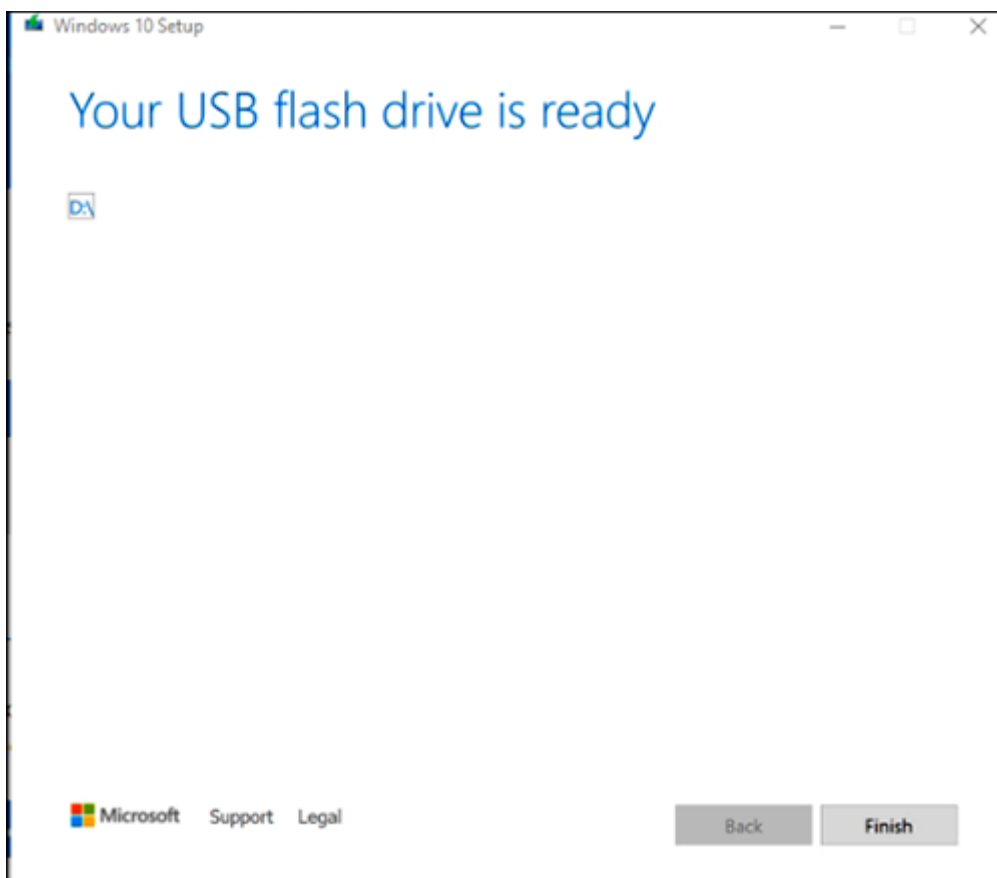 Windows 10 Setup
Your USB flash drive is ready
D:\
Microsoft Support Legal
Back Finish